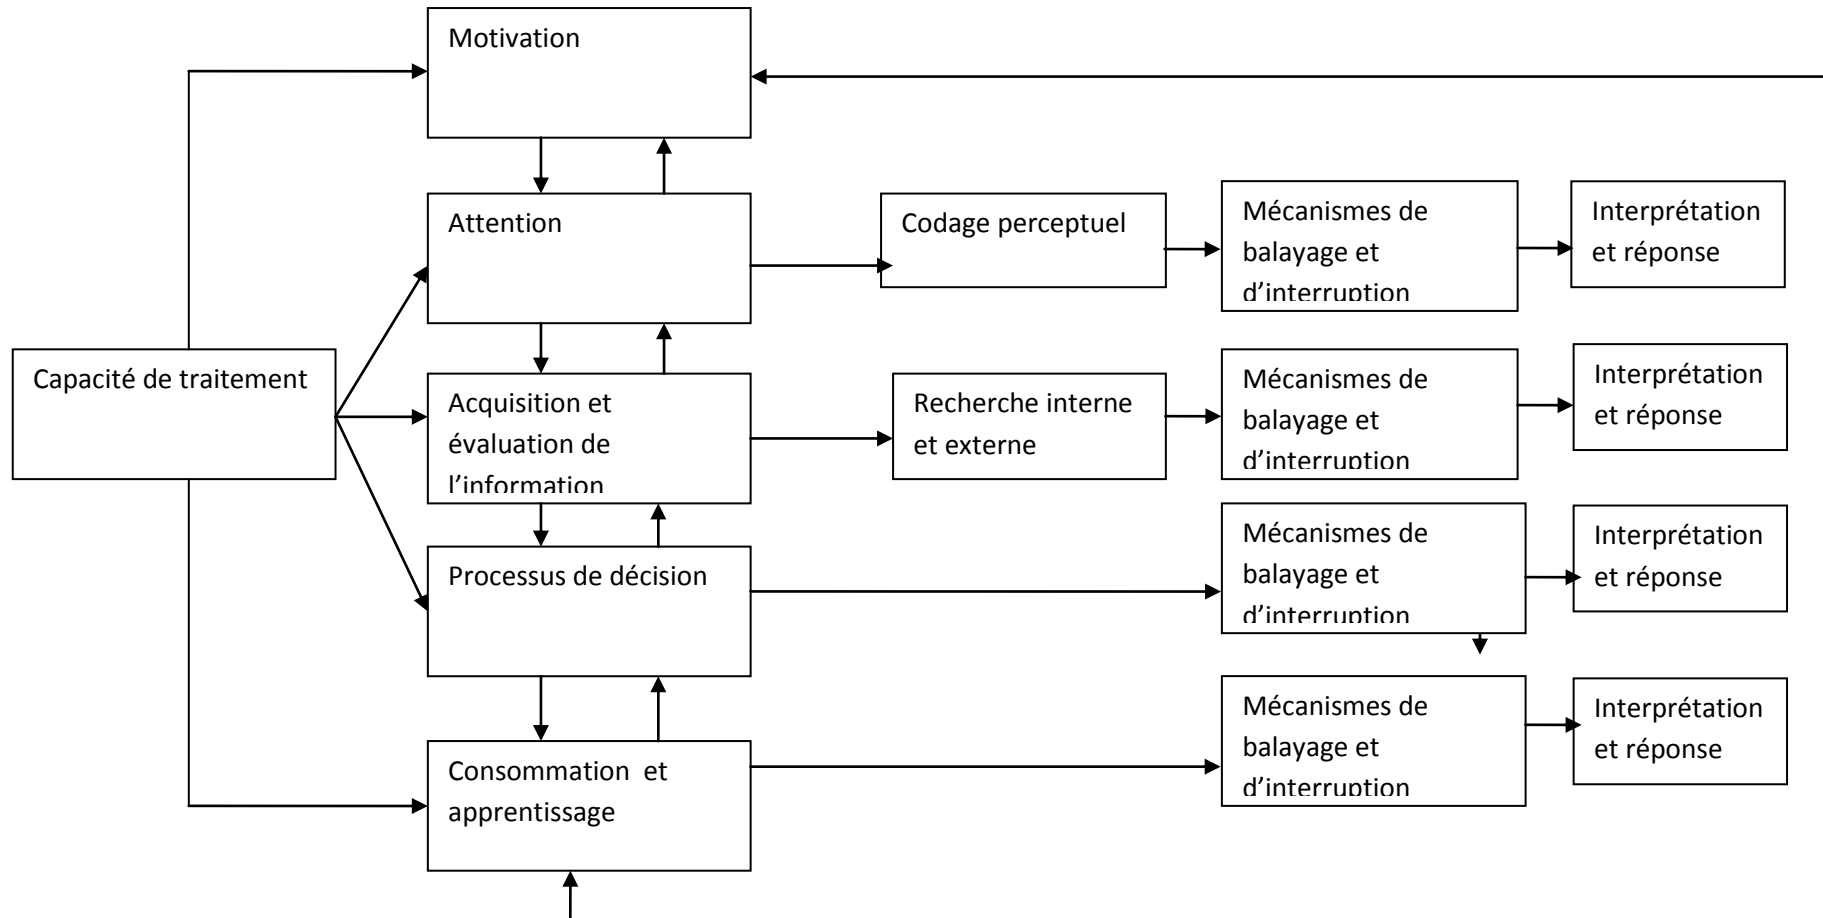 Motivation
Attention
Codage perceptuel
Mécanismes de
balayage et
d’interruption
Interprétation
et réponse
Capacité de traitement
Acquisition et
évaluation de
l’information
Recherche interne
et externe
Mécanismes de
balayage et
d’interruption
Interprétation
et réponse
Processus de décision
Mécanismes de
balayage et
d’interruption
Interprétation
et réponse
Consommation et
apprentissage
Mécanismes de
balayage et
d’interruption
Interprétation
et réponse